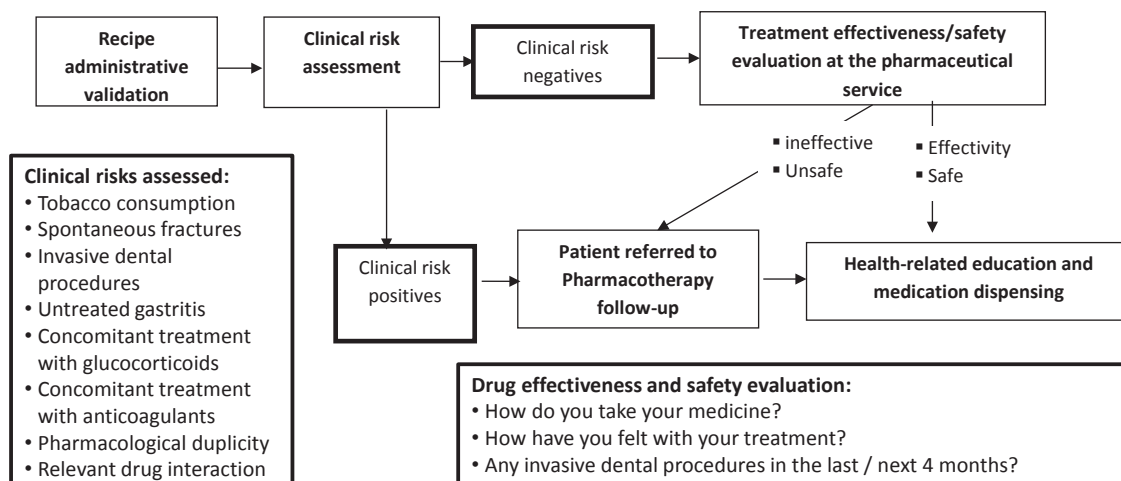 Recipe
administrative
validation
Clinical risk
assessment
Clinical risk
negatives
Treatment effectiveness/safety
evaluation at the pharmaceutical
service
▪ ineffective
▪ Unsafe
▪ Effectivity
▪ Safe
Clinical risks assessed:
• Tobacco consumption
• Spontaneous fractures
• Invasive dental
procedures
• Untreated gastritis
• Concomitant treatment
with glucocorticoids
• Concomitant treatment
with anticoagulants
• Pharmacological duplicity
• Relevant drug interaction
Clinical risk
positives
Patient referred to
Pharmacotherapy
follow-up
Health-related education and
medication dispensing
Drug effectiveness and safety evaluation:
• How do you take your medicine?
• How have you felt with your treatment?
• Any invasive dental procedures in the last / next 4 months?